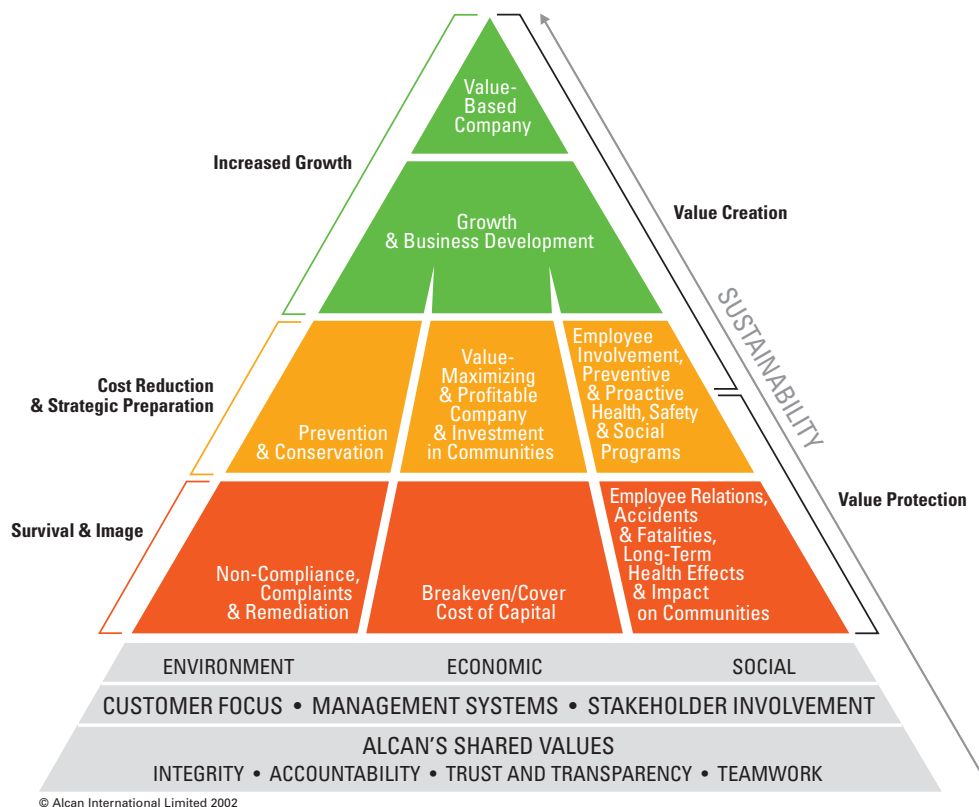 Value-
Based
Company
Increased Growth
Growth
& Business Development
Value Creation
SUSTAINABILITY
Cost Reduction
& Strategic Preparation
Prevention
& Conservation
Value-
Maximizing
& Profitable
Company
& Investment
in Communities
Employee
Involvement,
Preventive
& Proactive
Health, Safety
& Social
Programs
Survival & Image
Non-Compliance,
Complaints
& Remediation
Breakeven/Cover
Cost of Capital
Employee Relations,
Accidents
& Fatalities,
Long-Term
Health Effects
& Impact
on Communities
Value Protection
ENVIRONMENT ECONOMIC SOCIAL
CUSTOMER FOCUS • MANAGEMENT SYSTEMS • STAKEHOLDER INVOLVEMENT
ALCAN'S SHARED VALUES
INTEGRITY • ACCOUNTABILITY • TRUST AND TRANSPARENCY • TEAMWORK
© Alcan International Limited 2002